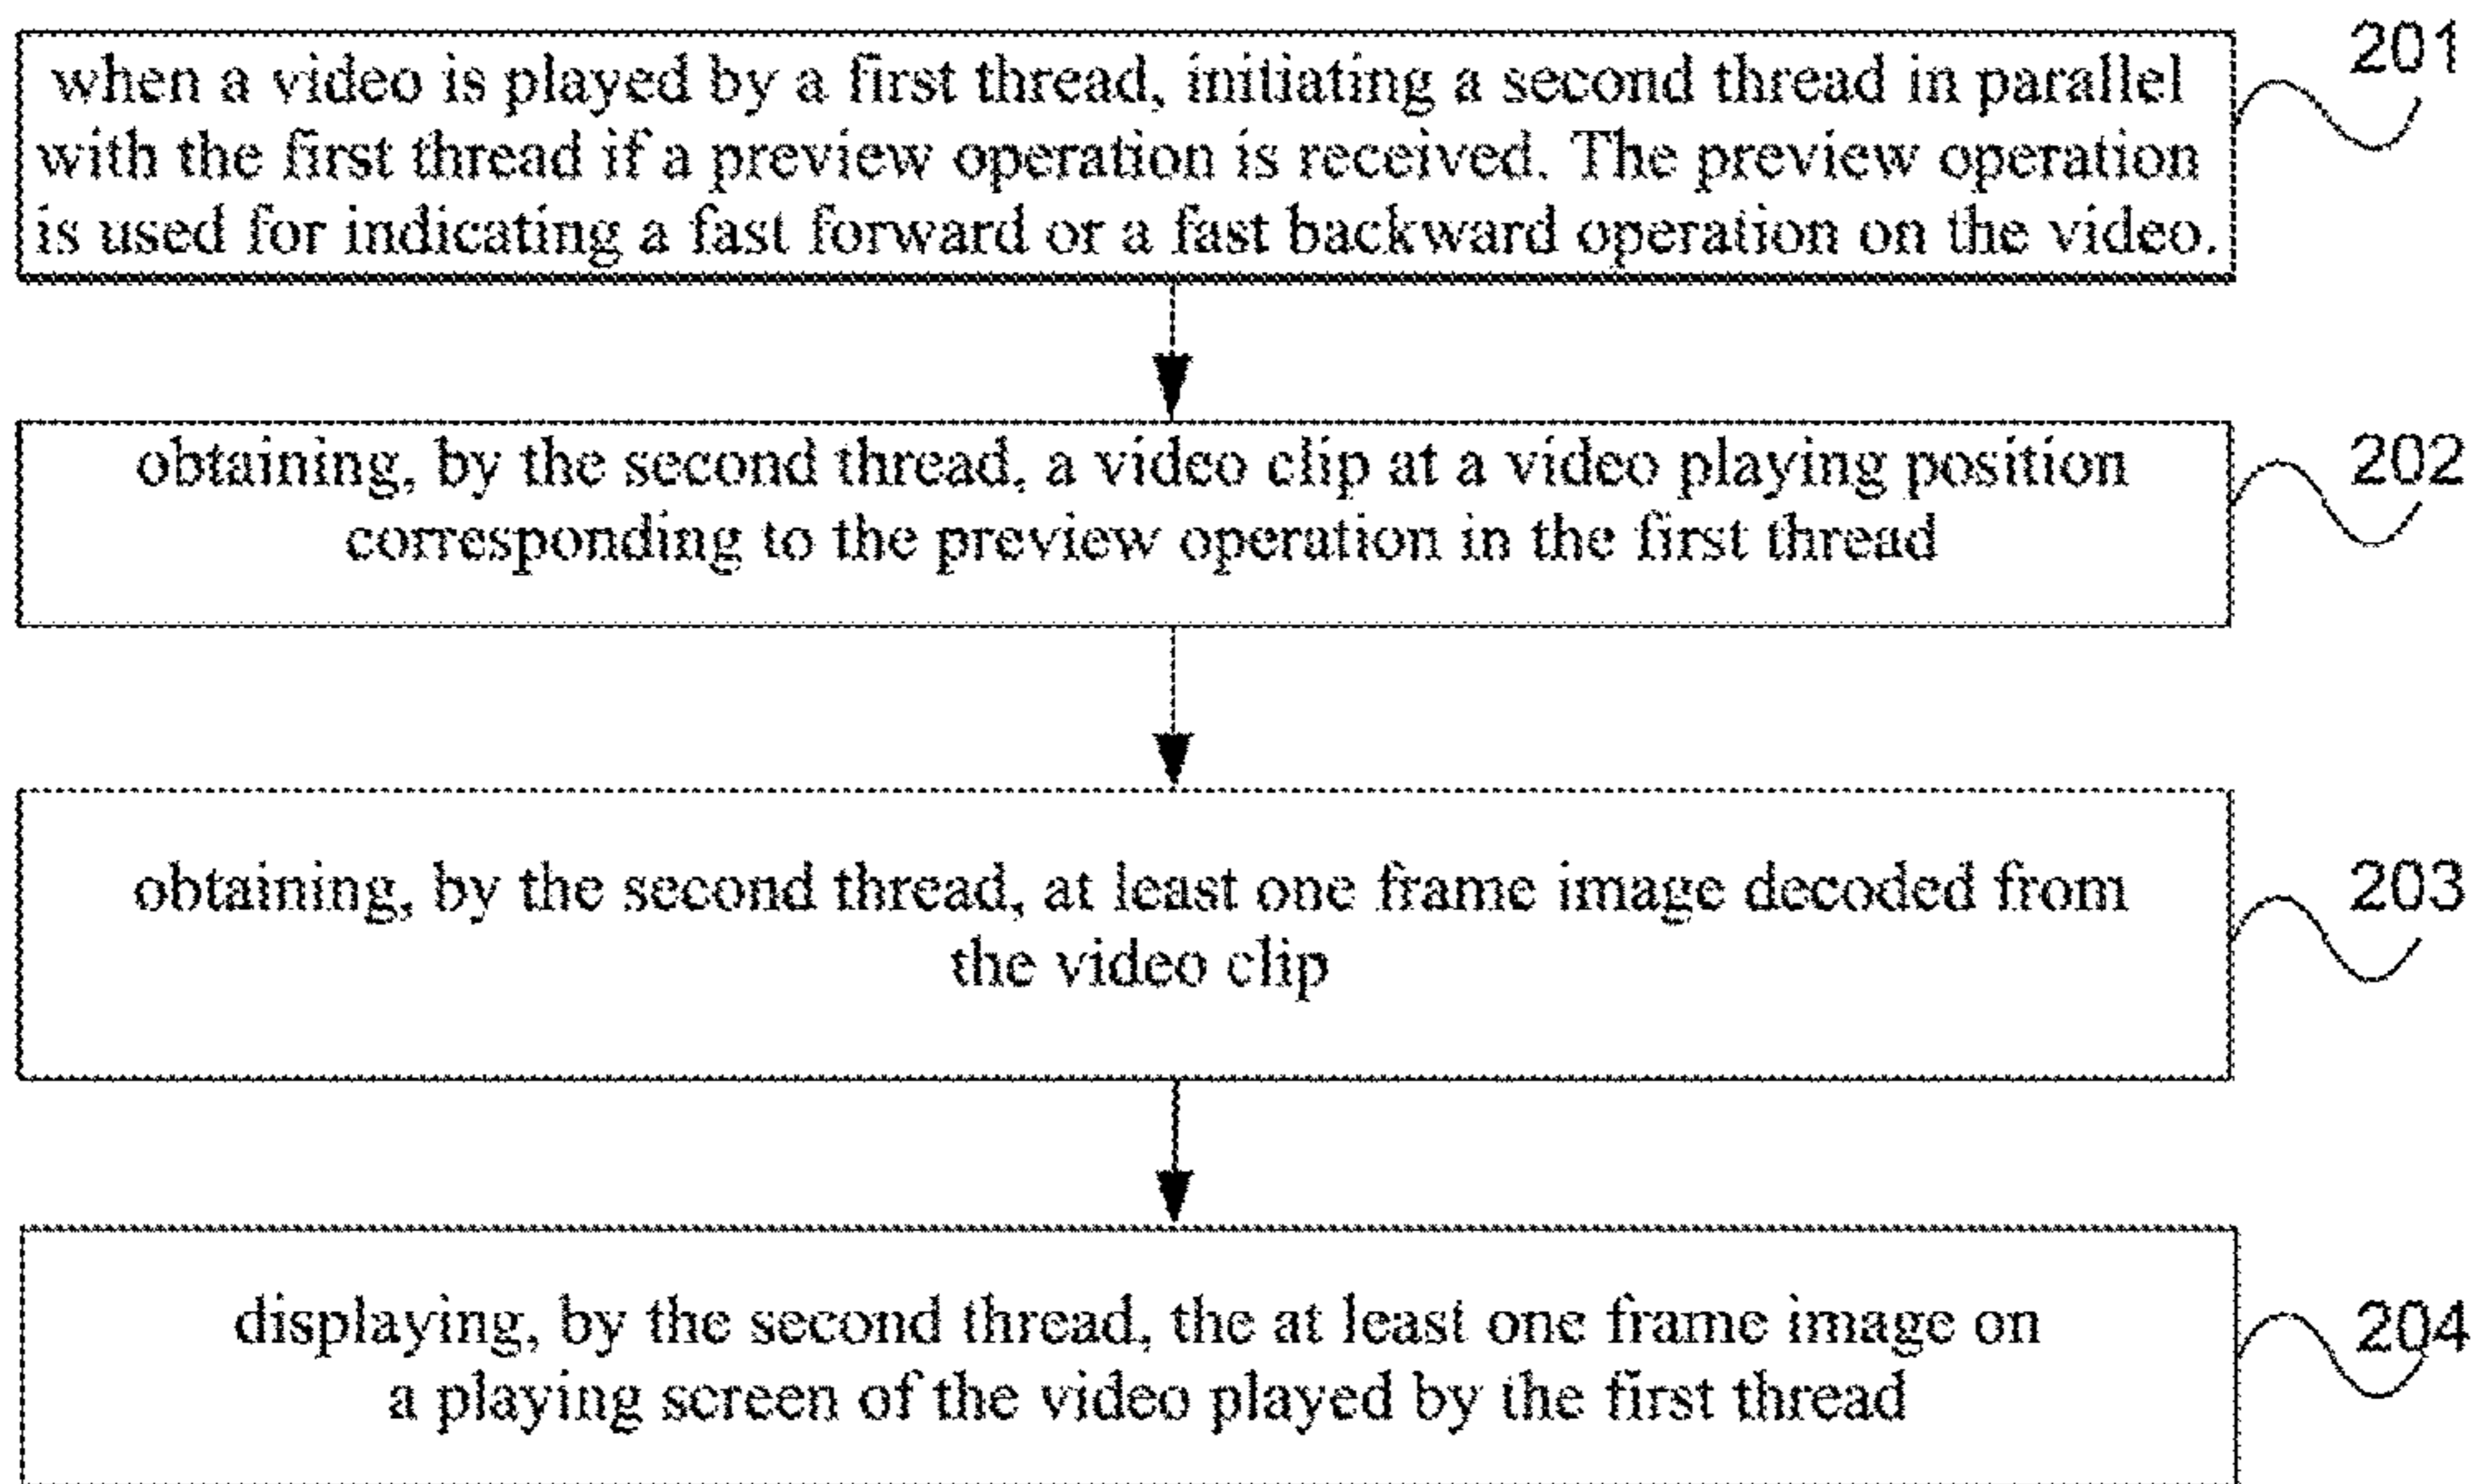 when a video is played by a first thread, initiating a second thread in parallel
201
with the first thread if a preview operation is received. The preview operation
is used for indicating a fast forward or a fast backward operation on the video.
obtaining, by the second thread, a video clip at a video playing position
202
corresponding to the preview operation in the first thread
obtaining, by the second thread, at least one frame image decoded from
203
the video clip
displaying, by the second thread, the at least one frame image on
204
a playing screen of the video played by the first thread